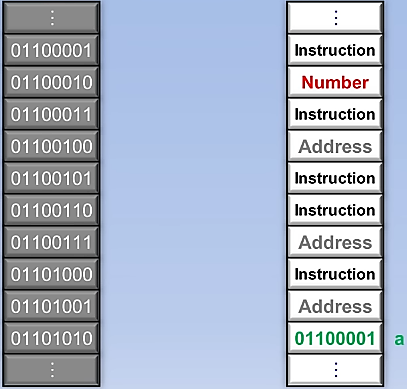 ⋮ ⋮
01100001 Instruction
01100010 Number
01100011 Instruction
01100100 Address
01100101 Instruction
01100110 Instruction
01100111 Address
01101000 Instruction
01101001 Address
01101010 01100001 a
⋮ ⋮